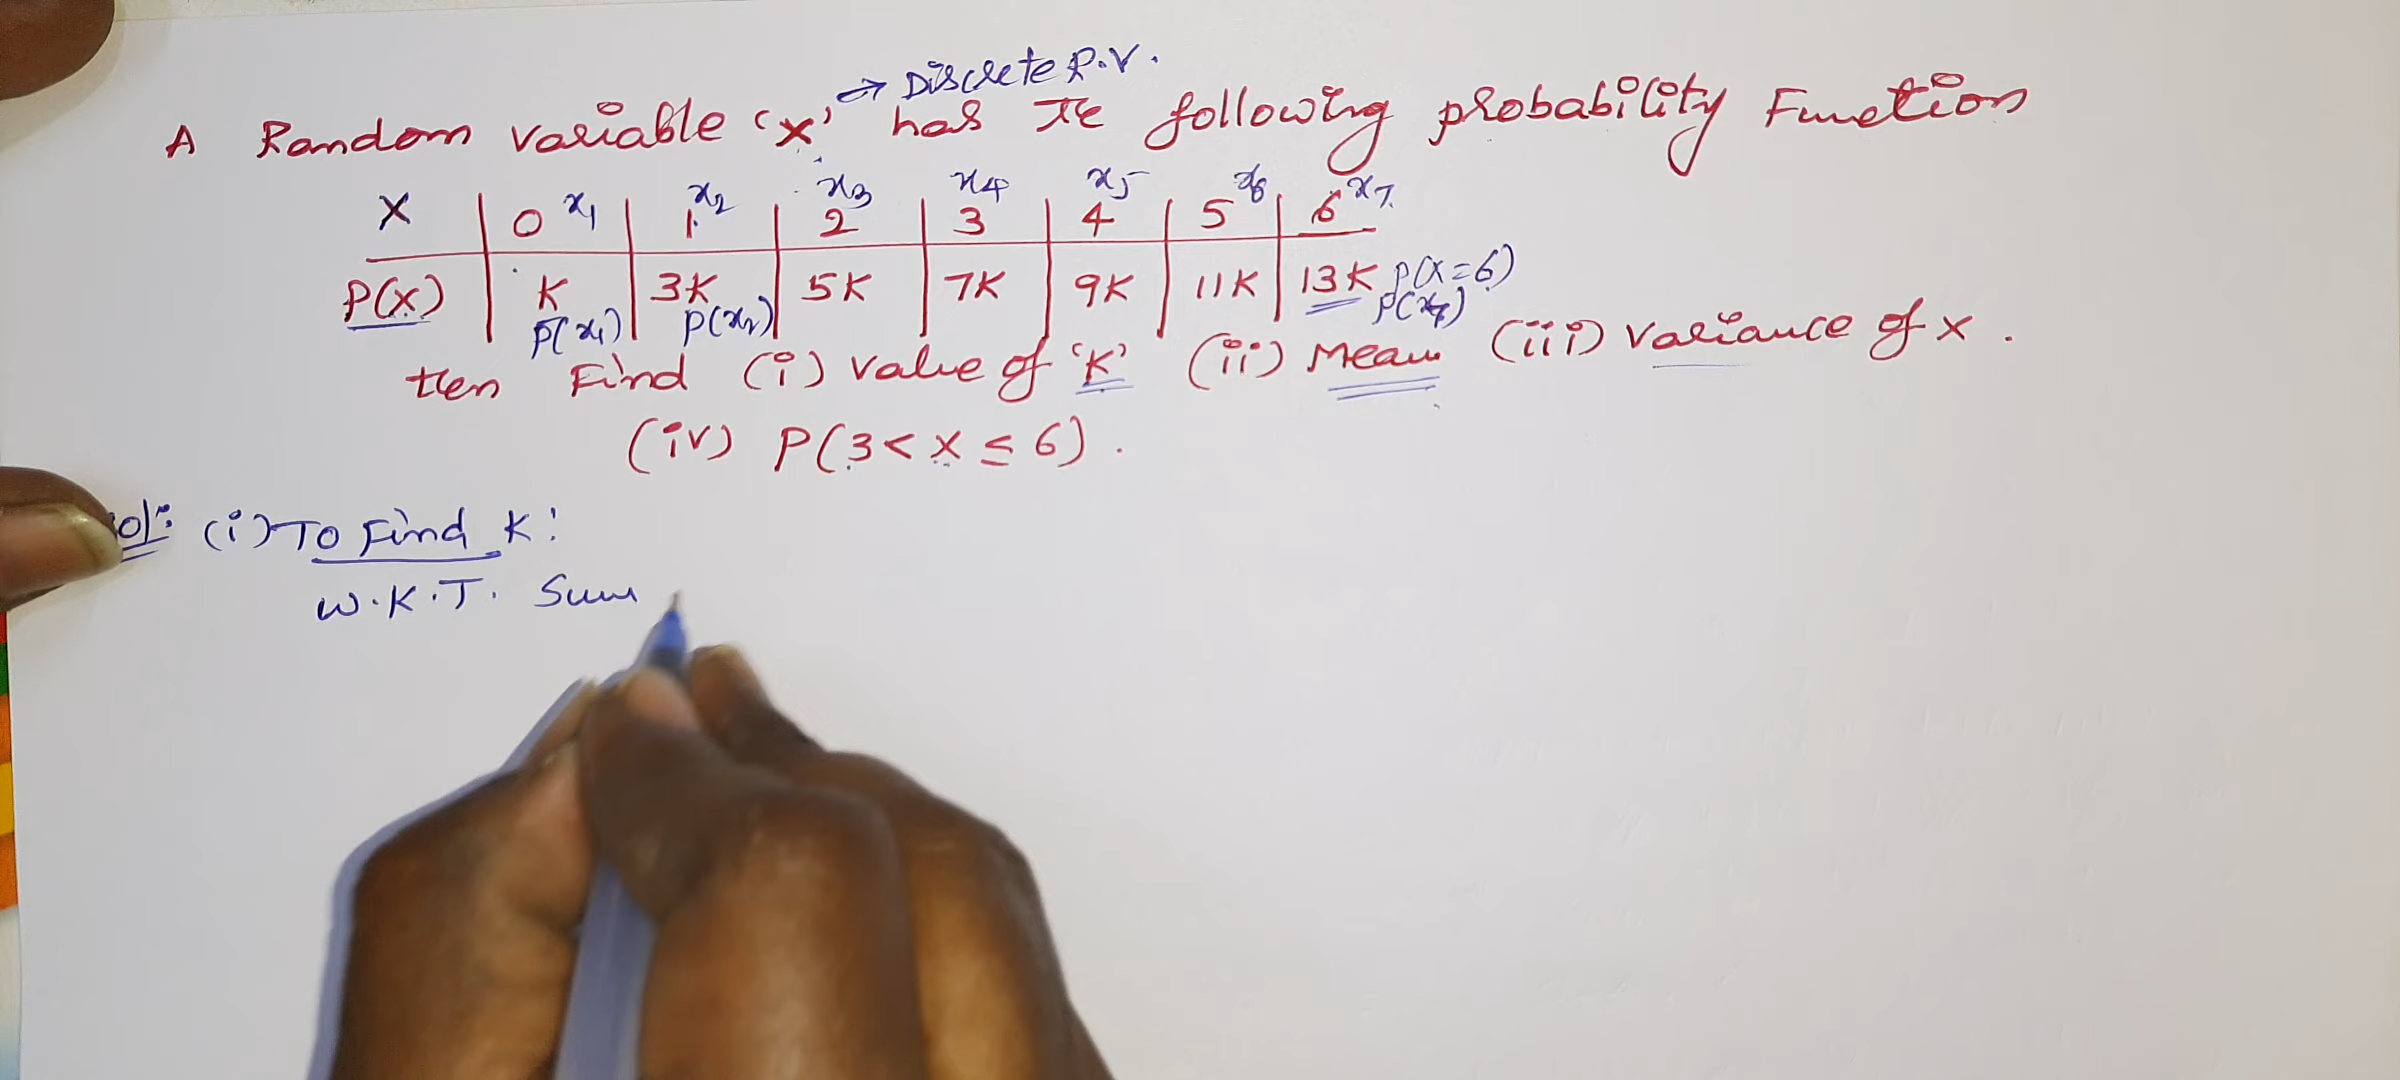 → Discrete R.V.
A Random variable 'x' has the following probability Function
x₁ x₂ x₃ x₄ x₅ x₆ x₇
X 0 1 2 3 4 5 6
P(x) K 3K 5K 7K 9K 11K 13K P(x=6)
P(x₁) P(x₂) P(x₇)
then Find (i) value of 'K' (ii) Mean (iii) variance of x.
(iv) P(3<x≤6).
(i) To Find K:
W.K.T. Sum